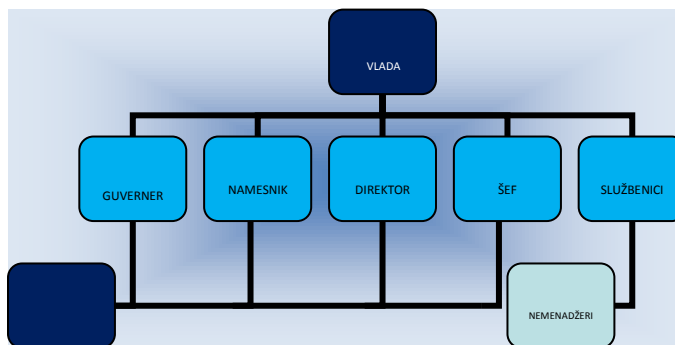 VLADA
GUVERNER
NAMESNIK
DIREKTOR
ŠEF
SLUŽBENICI
NEMENADŽERI